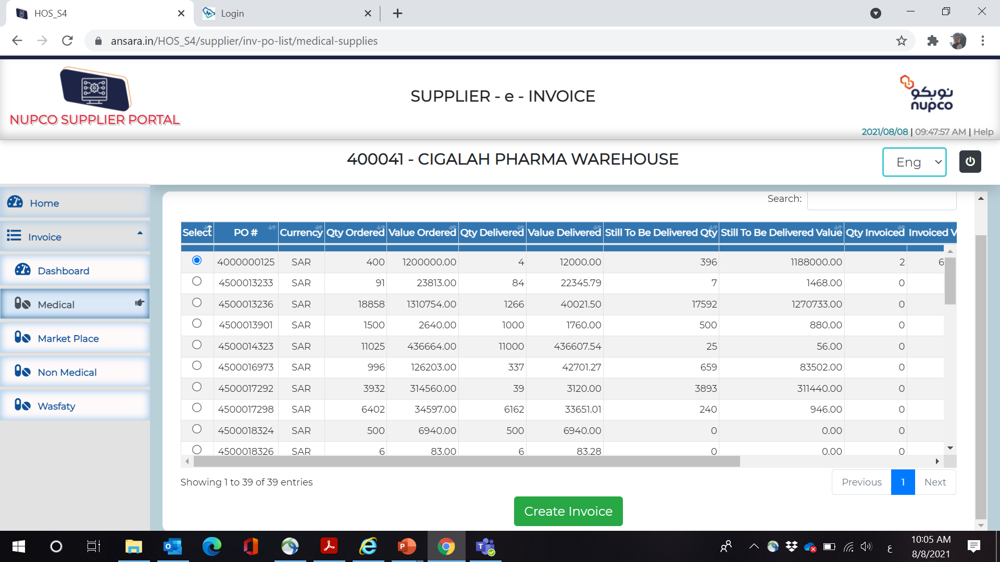 HOS_S4
Login
ansara.in/HOS_S4/supplier/inv-po-list/medical-supplies
NUPCO SUPPLIER PORTAL
SUPPLIER - e - INVOICE
نوبكو
nupco
2021/08/08 | 09:47:57 AM | Help
400041 - CIGALAH PHARMA WAREHOUSE
Eng
Home
Invoice
Dashboard
Medical
Market Place
Non Medical
Wasfaty
Search:
Select PO # Currency Qty Ordered Value Ordered Qty Delivered Value Delivered Still To Be Delivered Qty Still To Be Delivered Value Qty Invoiced Invoiced V
4000000125 SAR 400 1200000.00 4 12000.00 396 1188000.00 2 6
4500013233 SAR 91 23813.00 84 22345.79 7 1468.00 0
4500013236 SAR 18858 1310754.00 1266 40021.50 17592 1270733.00 0
4500013901 SAR 1500 2640.00 1000 1760.00 500 880.00 0
4500014323 SAR 11025 436664.00 11000 436607.54 25 56.00 0
4500016973 SAR 996 126203.00 337 42701.27 659 83502.00 0
4500017292 SAR 3932 314560.00 39 3120.00 3893 311440.00 0
4500017298 SAR 6402 34597.00 6162 33651.01 240 946.00 0
4500018324 SAR 500 6940.00 500 6940.00 0 0.00 0
4500018326 SAR 6 83.00 6 83.28 0 0.00 0
Showing 1 to 39 of 39 entries
Previous 1 Next
Create Invoice
ع
10:05 AM
8/8/2021